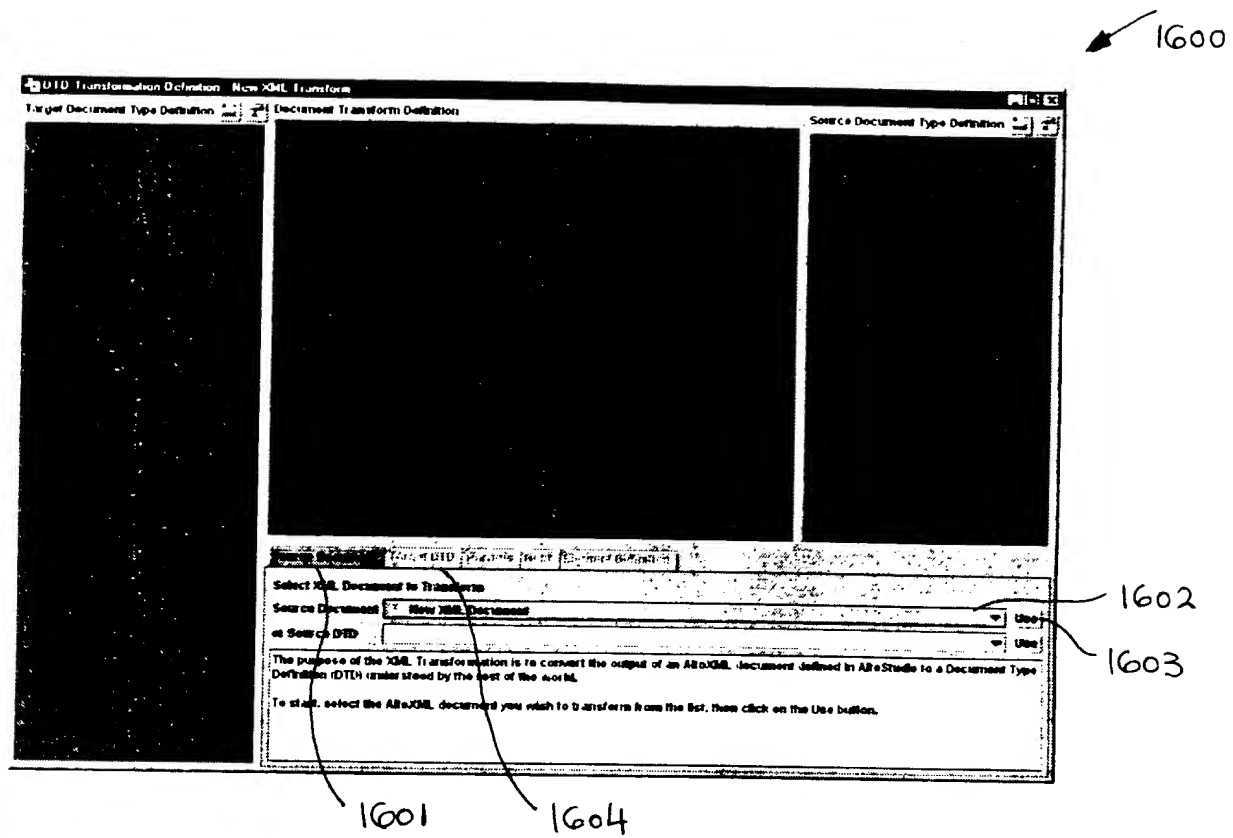 1600
DTD Transformation Definition New XML Transform
Target Document Type Definition
Document Transform Definition
Source Document Type Definition
DTD
Select XML Document to Transform
Source Document New XML Document Use
or Source DTD Use
The purpose of the XML Transformation is to convert the output of an document defined in to a Document Type
Definition (DTD) understood by the rest of the world.
To start, select the document you wish to transform from the list, then click on the Use button.
1602
1603
1601
1604